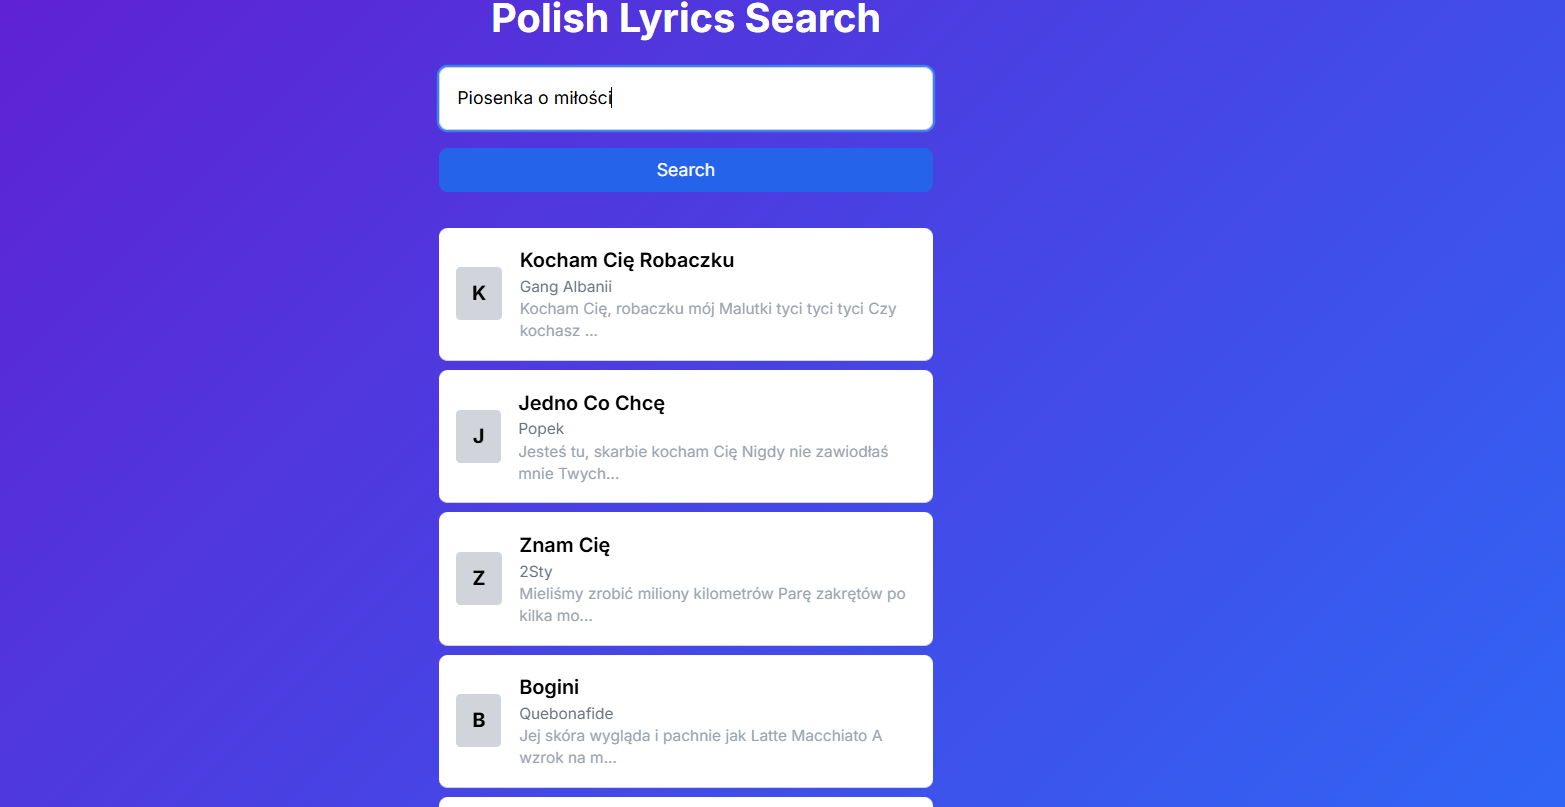 Polish Lyrics Search
Piosenka o miłości
Search
K
Kocham Cię Robaczku
Gang Albanii
Kocham Cię, robaczku mój Malutki tyci tyci tyci Czy
kochasz ...
J
Jedno Co Chcę
Popek
Jesteś tu, skarbie kocham Cię Nigdy nie zawiodłaś
mnie Twych...
Z
Znam Cię
2Sty
Mieliśmy zrobić miliony kilometrów Parę zakrętów po
kilka mo...
B
Bogini
Quebonafide
Jej skóra wygląda i pachnie jak Latte Macchiato A
wzrok na m...